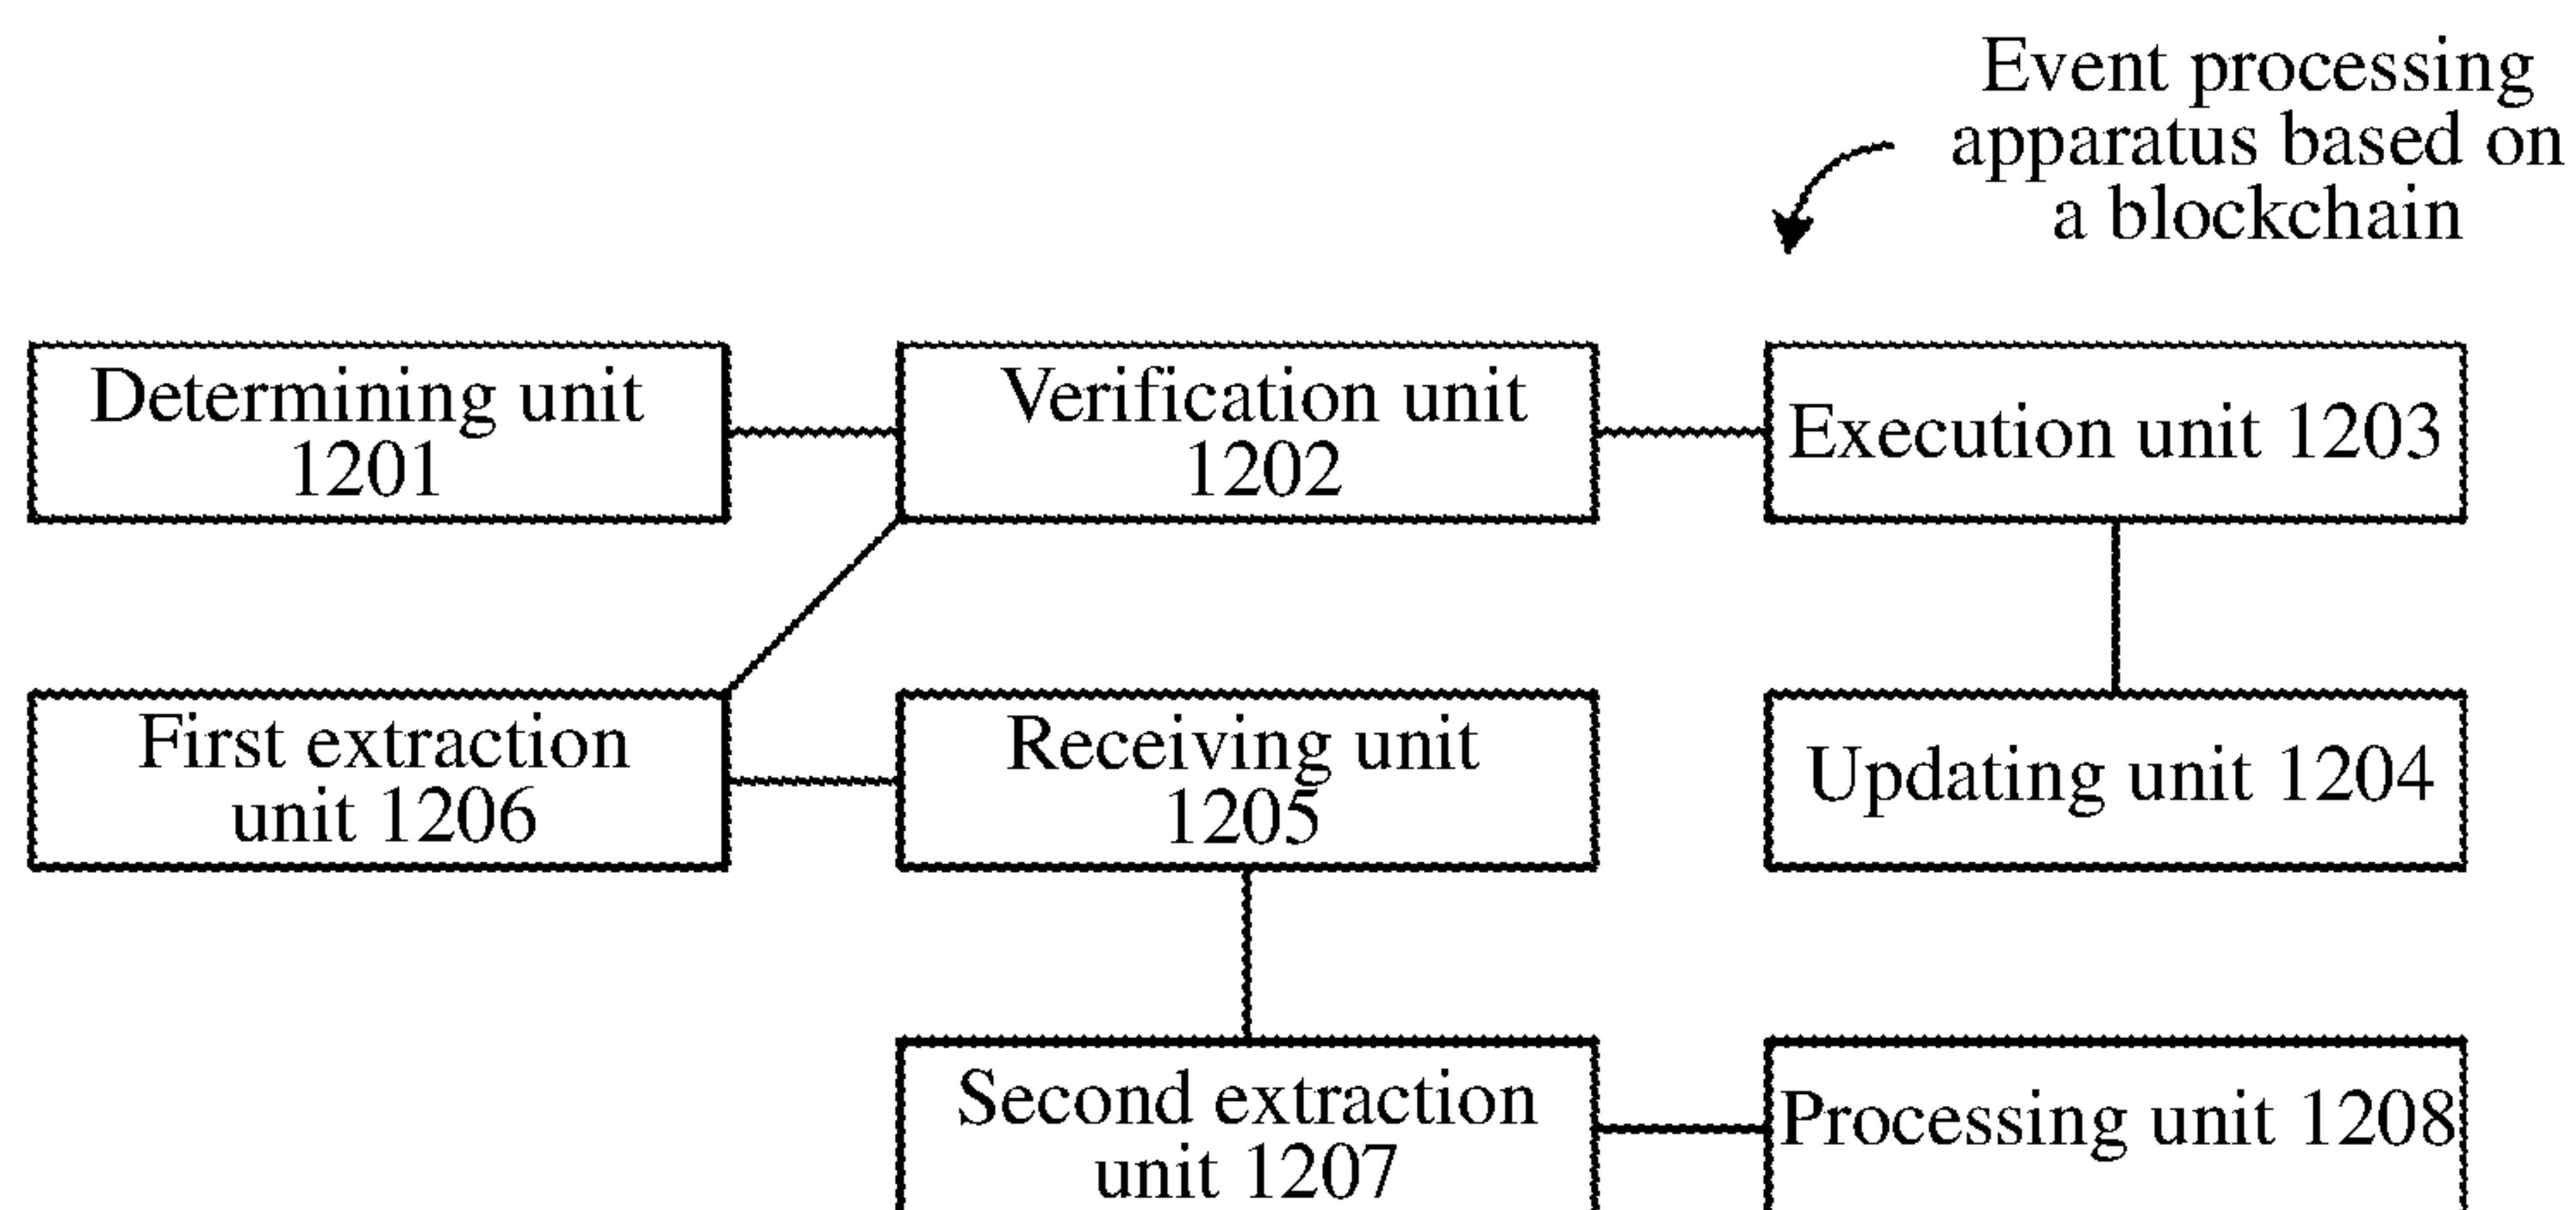 Event processing
apparatus based on
a blockchain
Determining unit
1201
Verification unit
1202
Execution unit 1203
First extraction
unit 1206
Receiving unit
1205
Updating unit 1204
Second extraction
unit 1207
Processing unit 1208